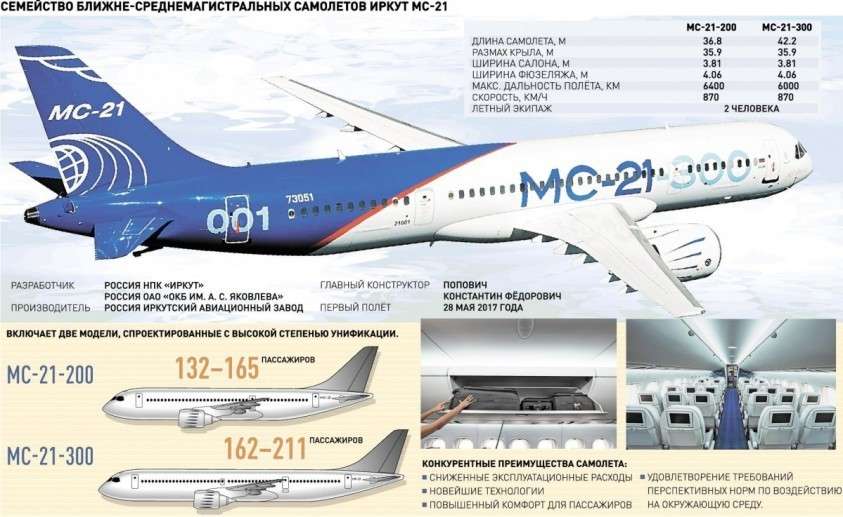 СЕМЕЙСТВО БЛИЖНЕ-СРЕДНЕМАГИСТРАЛЬНЫХ САМОЛЕТОВ ИРКУТ МС-21
МС-21-200 МС-21-300
ДЛИНА САМОЛЕТА, М 36.8 42.2
РАЗМАХ КРЫЛА, М 35.9 35.9
ШИРИНА САЛОНА, М 3.81 3.81
ШИРИНА ФЮЗЕЛЯЖА, М 4.06 4.06
МАКС. ДАЛЬНОСТЬ ПОЛЁТА, КМ 6400 6000
СКОРОСТЬ, КМ/Ч 870 870
ЛЕТНЫЙ ЭКИПАЖ 2 ЧЕЛОВЕКА
МС-21
73051
001
21001
МС-21-300
РАЗРАБОТЧИК РОССИЯ НПК «ИРКУТ»
РОССИЯ ОАО «ОКБ ИМ. А. С. ЯКОВЛЕВА»
ПРОИЗВОДИТЕЛЬ РОССИЯ ИРКУТСКИЙ АВИАЦИОННЫЙ ЗАВОД
ГЛАВНЫЙ КОНСТРУКТОР ПОПОВИЧ
КОНСТАНТИН ФЁДОРОВИЧ
ПЕРВЫЙ ПОЛЁТ 28 МАЯ 2017 ГОДА
ВКЛЮЧАЕТ ДВЕ МОДЕЛИ, СПРОЕКТИРОВАННЫЕ С ВЫСОКОЙ СТЕПЕНЬЮ УНИФИКАЦИИ.
МС-21-200
132–165 ПАССАЖИРОВ
МС-21-300
162–211 ПАССАЖИРОВ
КОНКУРЕНТНЫЕ ПРЕИМУЩЕСТВА САМОЛЕТА:
▪ СНИЖЕННЫЕ ЭКСПЛУАТАЦИОННЫЕ РАСХОДЫ
▪ НОВЕЙШИЕ ТЕХНОЛОГИИ
▪ ПОВЫШЕННЫЙ КОМФОРТ ДЛЯ ПАССАЖИРОВ
▪ УДОВЛЕТВОРЕНИЕ ТРЕБОВАНИЙ
ПЕРСПЕКТИВНЫХ НОРМ ПО ВОЗДЕЙСТВИЮ
НА ОКРУЖАЮЩУЮ СРЕДУ.